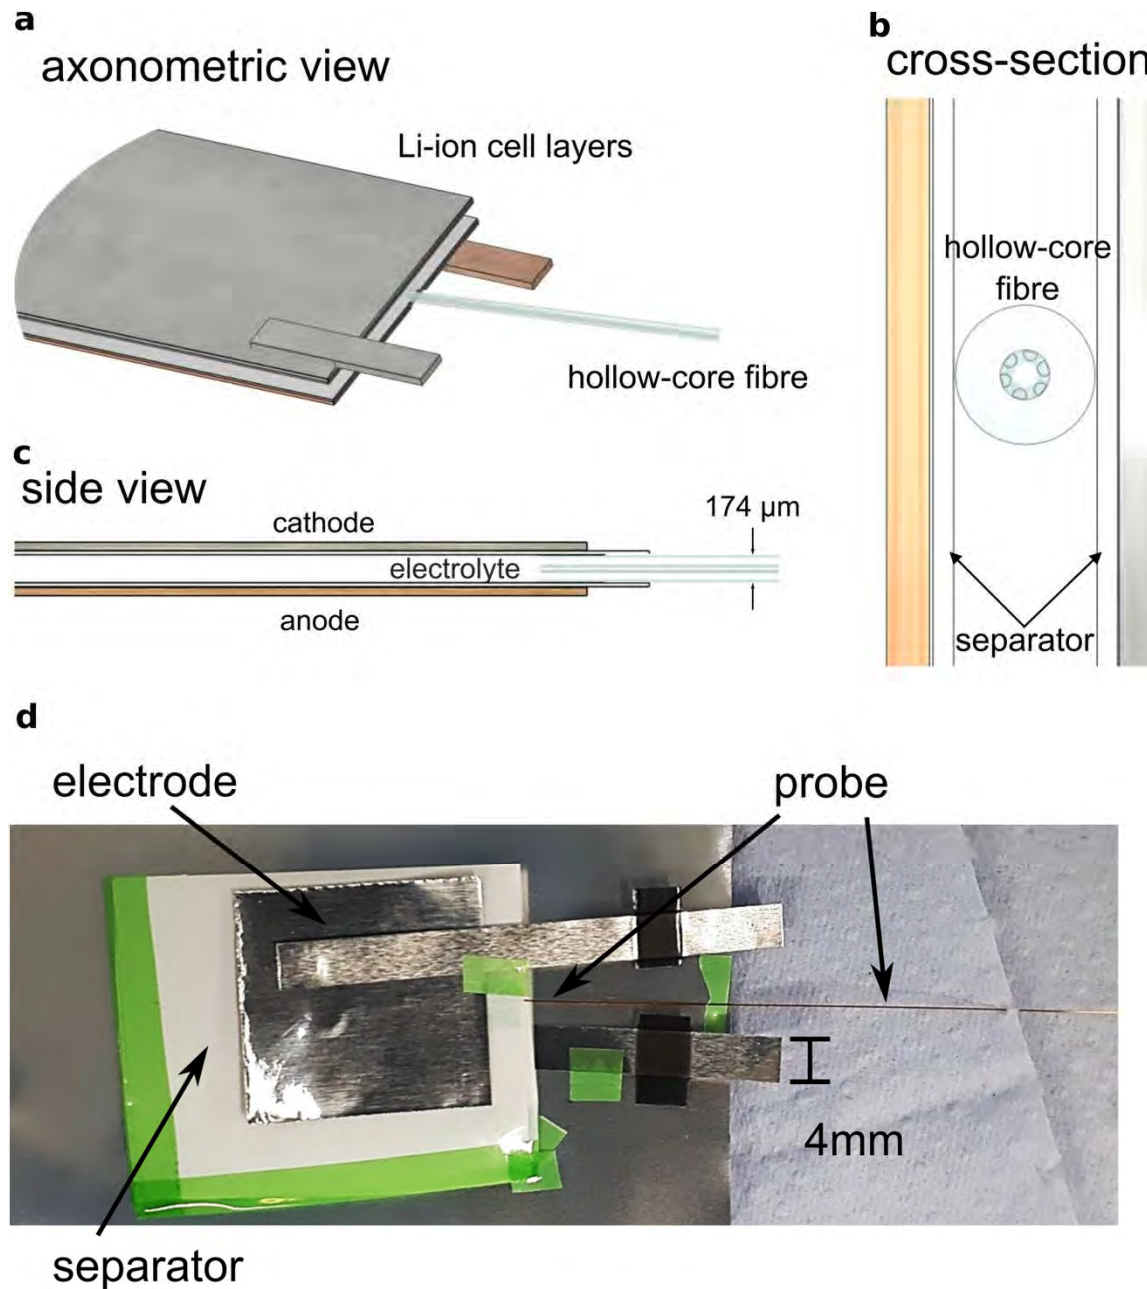 a
axonometric view
Li-ion cell layers
hollow-core fibre
b
cross-section
hollow-core
fibre
separator
c
side view
cathode
174 µm
electrolyte
anode
d
electrode
probe
4mm
separator